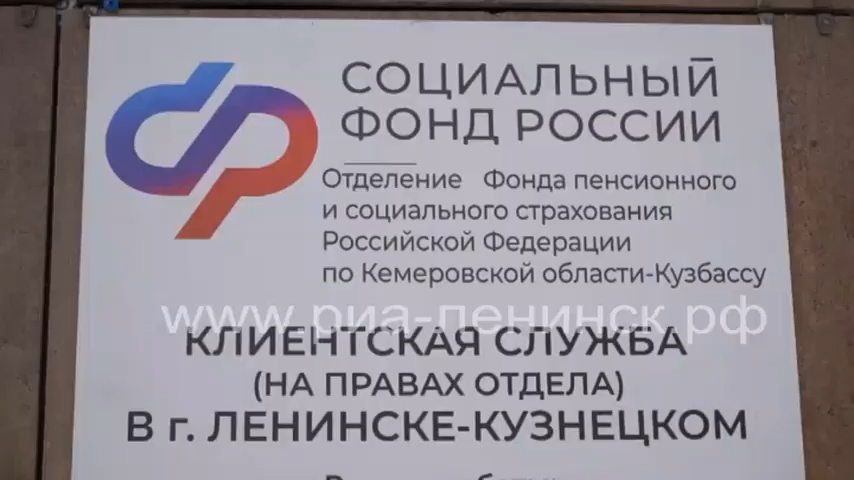 СОЦИАЛЬНЫЙ
ФОНД РОССИИ
Отделение Фонда пенсионного
и социального страхования
Российской Федерации
по Кемеровской области-Кузбассу
www.риа-ленинск.рф
КЛИЕНТСКАЯ СЛУЖБА
(НА ПРАВАХ ОТДЕЛА)
В г. ЛЕНИНСКЕ-КУЗНЕЦКОМ